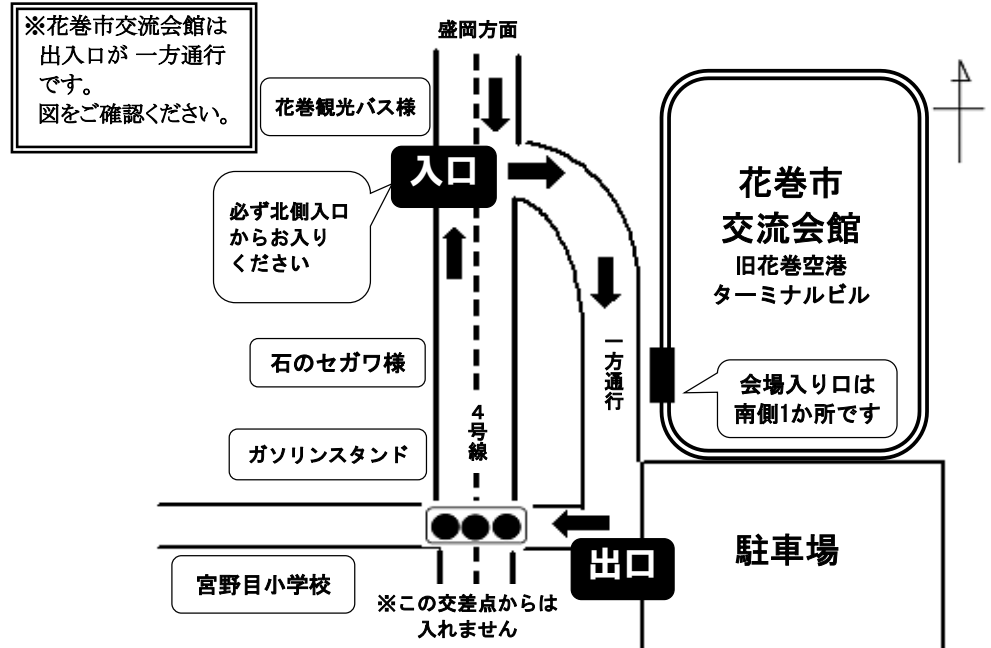 ※花巻市交流会館は
出入口が 一方通行
です。
図をご確認ください。
盛岡方面
花巻観光バス様
入口
必ず北側入口
からお入り
ください
花巻市
交流会館
旧花巻空港
ターミナルビル
一方通行
石のセガワ様
会場入り口は
南側1か所です
4号線
ガソリンスタンド
出口
駐車場
宮野目小学校
※この交差点からは
入れません